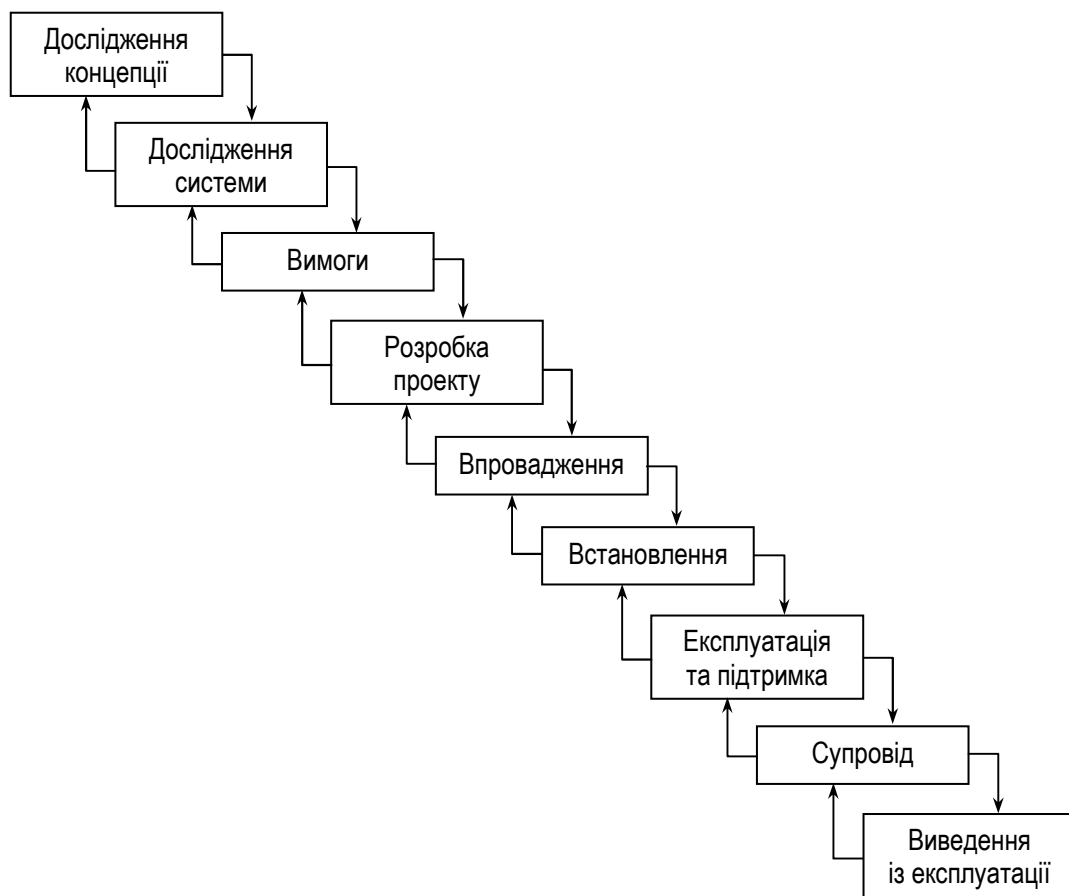 Дослідження
концепції
Дослідження
системи
Вимоги
Розробка
проекту
Впровадження
Встановлення
Експлуатація
та підтримка
Супровід
Виведення
із експлуатації